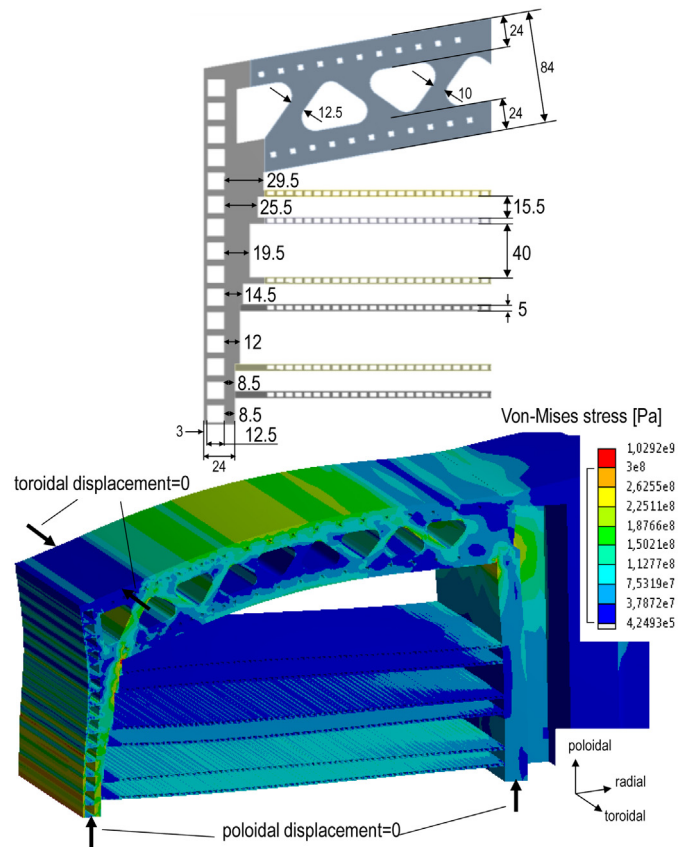 24
84
12.5
10
24
29.5
25.5
15.5
19.5
40
14.5
5
12
8.5
8.5
3
12.5
24
Von-Mises stress [Pa]
toroidal displacement=0
1,0292e9
3e8
2,6255e8
2,2511e8
1,8766e8
1,5021e8
1,1277e8
7,5319e7
3,7872e7
4,2493e5
poloidal
radial
toroidal
poloidal displacement=0